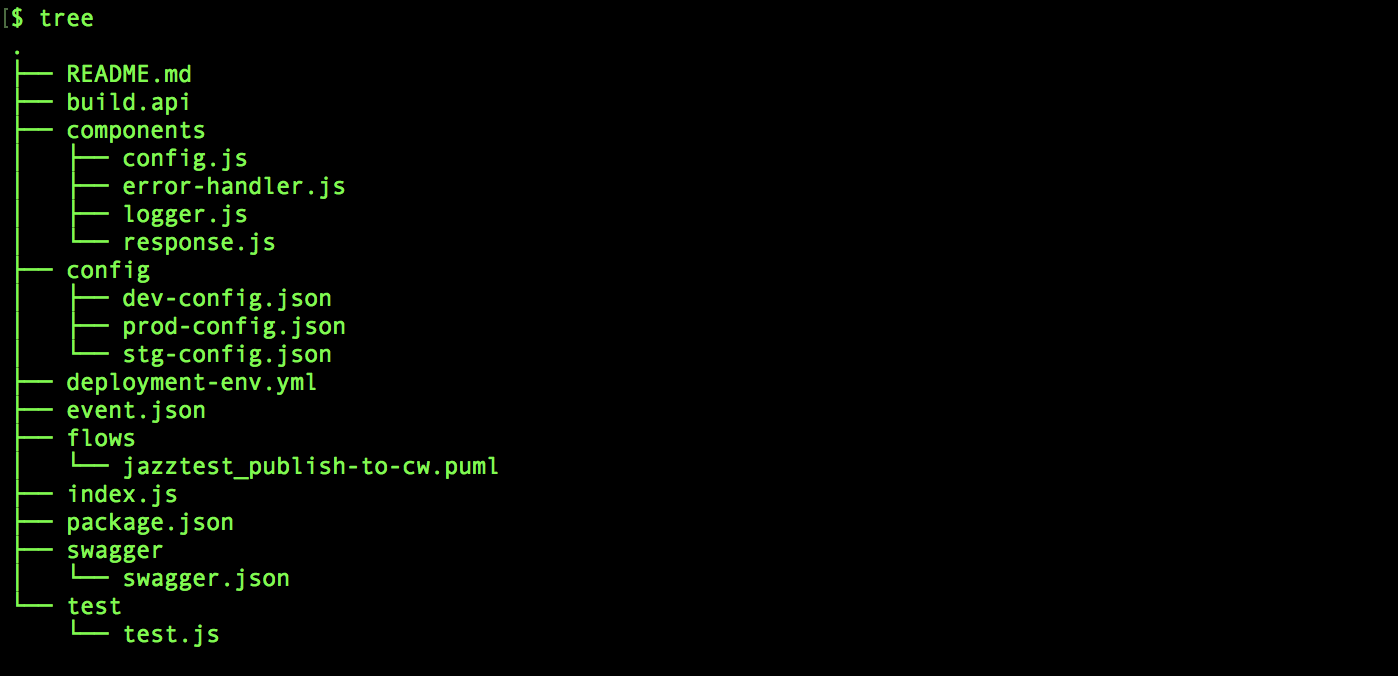 [$ tree
.
├── README.md
├── build.api
├── components
│   ├── config.js
│   ├── error-handler.js
│   ├── logger.js
│   └── response.js
├── config
│   ├── dev-config.json
│   ├── prod-config.json
│   └── stg-config.json
├── deployment-env.yml
├── event.json
├── flows
│   └── jazztest_publish-to-cw.puml
├── index.js
├── package.json
├── swagger
│   └── swagger.json
└── test
    └── test.js